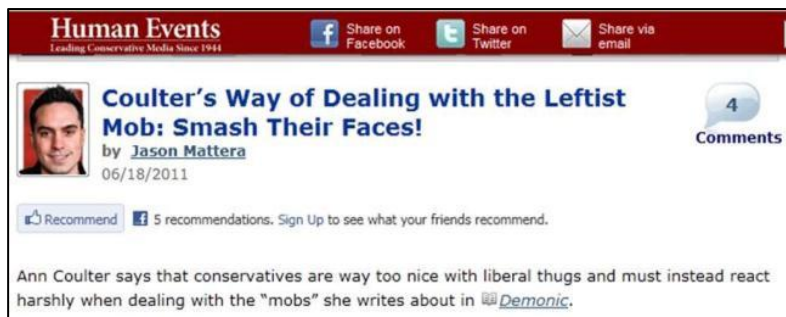 Human Events
Leading Conservative Media Since 1944
Share on
Facebook
Share on
Twitter
Share via
email
Coulter's Way of Dealing with the Leftist
Mob: Smash Their Faces!
by Jason Mattera
06/18/2011
4
Comments
Recommend 5 recommendations. Sign Up to see what your friends recommend.
Ann Coulter says that conservatives are way too nice with liberal thugs and must instead react
harshly when dealing with the “mobs” she writes about in Demonic.